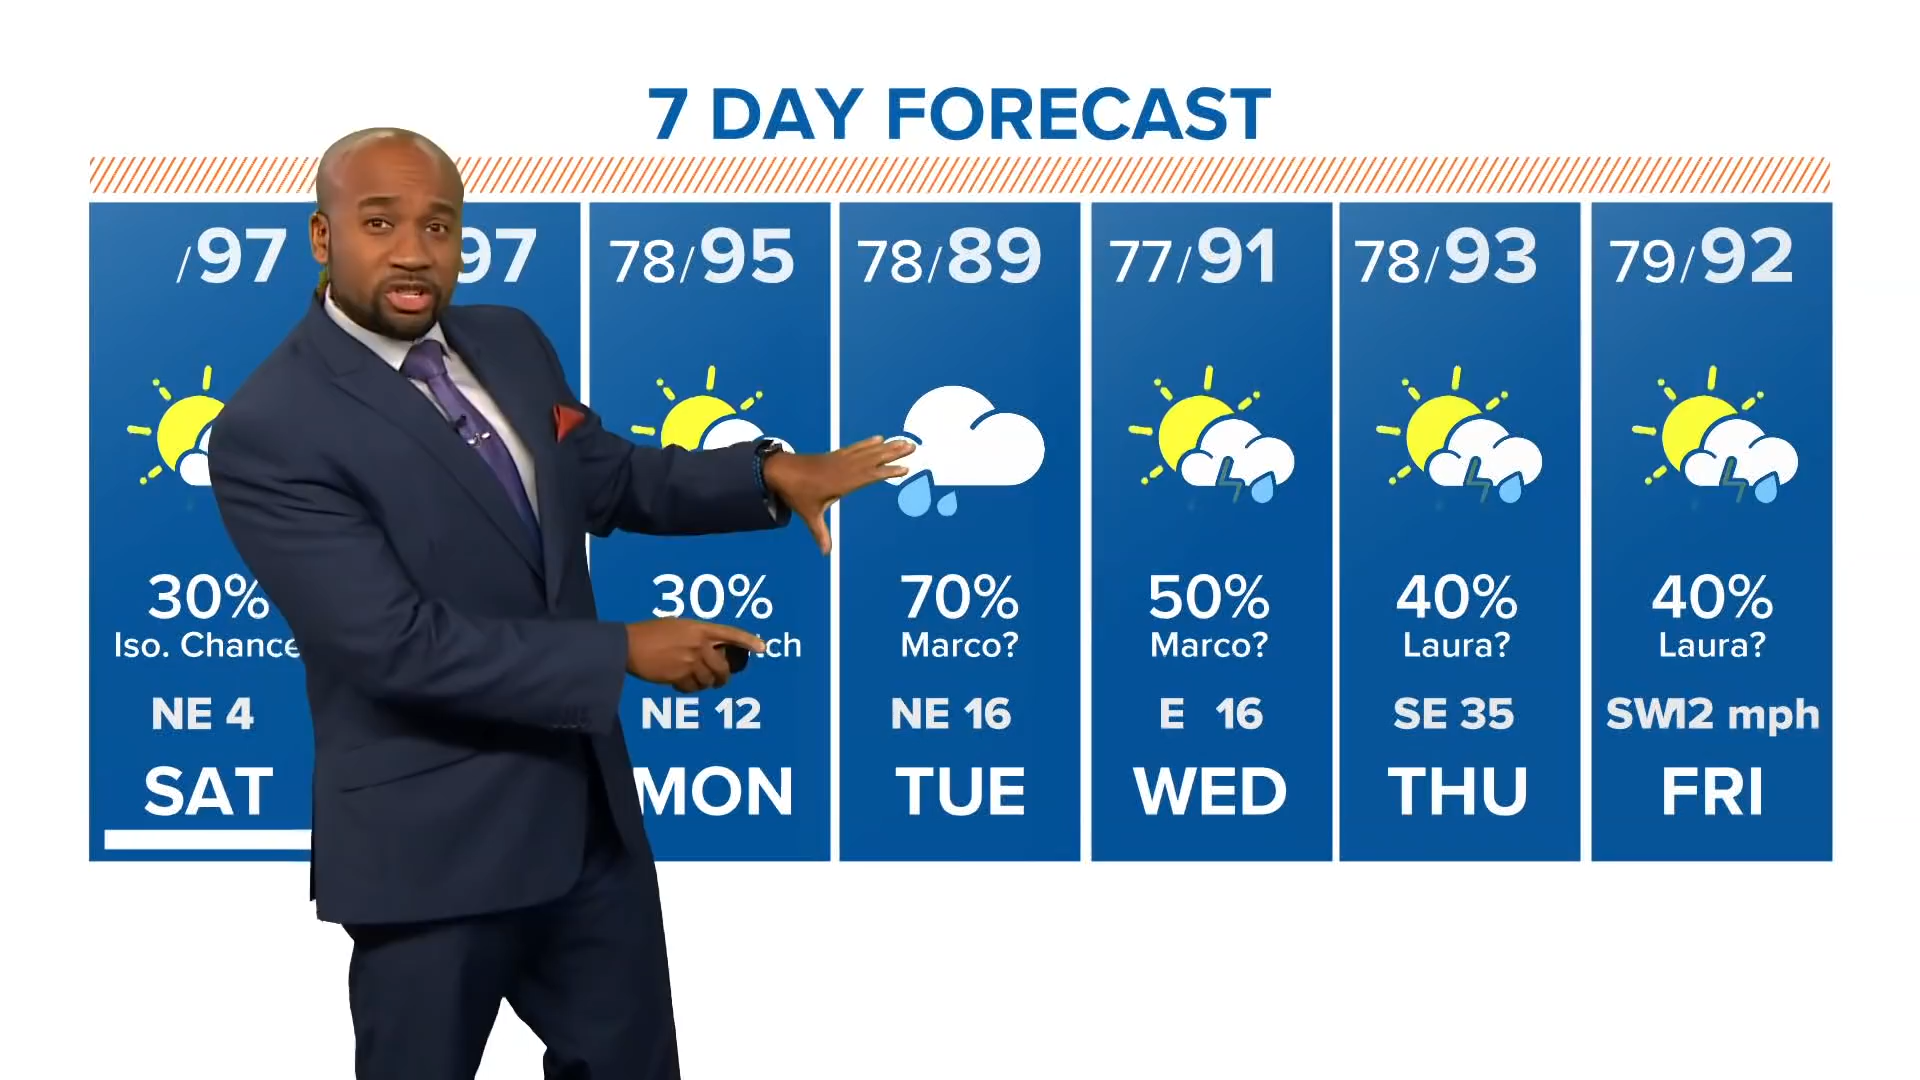 7 DAY FORECAST
/97 97 78/95 78/89 77/91 78/93 79/92
30% 30% 70% 50% 40% 40%
Iso. Chance Marco? Marco? Laura? Laura?
NE 4 NE 12 NE 16 E 16 SE 35 SW12 mph
SAT MON TUE WED THU FRI